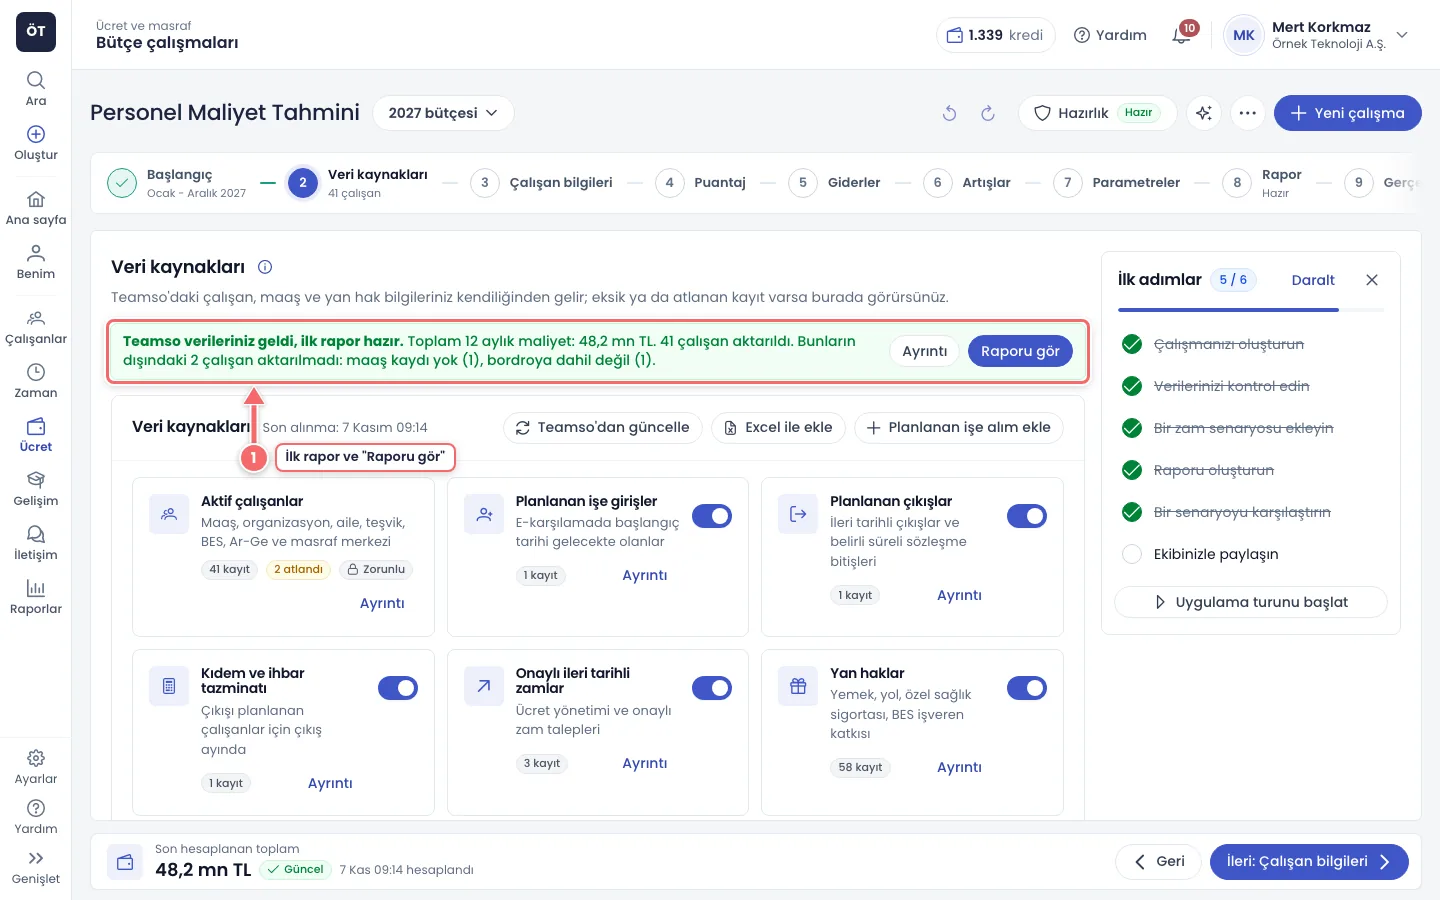 ÖT
Ara
Oluştur
Ana sayfa
Benim
Çalışanlar
Zaman
Ücret
Gelişim
İletişim
Raporlar
Ayarlar
Yardım
Genişlet
Ücret ve masraf
Bütçe çalışmaları
1.339 kredi
Yardım
10
MK
Mert Korkmaz
Örnek Teknoloji A.Ş.
Personel Maliyet Tahmini
2027 bütçesi
Hazırlık
Hazır
Yeni çalışma
Başlangıç
Ocak - Aralık 2027
2
Veri kaynakları
41 çalışan
3
Çalışan bilgileri
4
Puantaj
5
Giderler
6
Artışlar
7
Parametreler
8
Rapor
Hazır
9
Gerçe
Veri kaynakları
Teamso'daki çalışan, maaş ve yan hak bilgileriniz kendiliğinden gelir; eksik ya da atlanan kayıt varsa burada görürsünüz.
Teamso verileriniz geldi, ilk rapor hazır. Toplam 12 aylık maliyet: 48,2 mn TL. 41 çalışan aktarıldı. Bunların
dışındaki 2 çalışan aktarılmadı: maaş kaydı yok (1), bordroya dahil değil (1).
Ayrıntı
Raporu gör
Veri kaynakları
Son alınma: 7 Kasım 09:14
Teamso'dan güncelle
Excel ile ekle
Planlanan işe alım ekle
1
İlk rapor ve "Raporu gör"
Aktif çalışanlar
Maaş, organizasyon, aile, teşvik,
BES, Ar-Ge ve masraf merkezi
41 kayıt
2 atlandı
Zorunlu
Ayrıntı
Planlanan işe girişler
E-karşılamada başlangıç
tarihi gelecekte olanlar
1 kayıt
Ayrıntı
Planlanan çıkışlar
İleri tarihli çıkışlar ve
belirli süreli sözleşme
bitişleri
1 kayıt
Ayrıntı
Kıdem ve ihbar
tazminatı
Çıkışı planlanan
çalışanlar için çıkış
ayında
1 kayıt
Ayrıntı
Onaylı ileri tarihli
zamlar
Ücret yönetimi ve onaylı
zam talepleri
3 kayıt
Ayrıntı
Yan haklar
Yemek, yol, özel sağlık
sigortası, BES işveren
katkısı
58 kayıt
Ayrıntı
İlk adımlar
5 / 6
Daralt
Çalışmanızı oluşturun
Verilerinizi kontrol edin
Bir zam senaryosu ekleyin
Raporu oluşturun
Bir senaryoyu karşılaştırın
Ekibinizle paylaşın
Uygulama turunu başlat
Son hesaplanan toplam
48,2 mn TL
Güncel
7 Kas 09:14 hesaplandı
Geri
İleri: Çalışan bilgileri